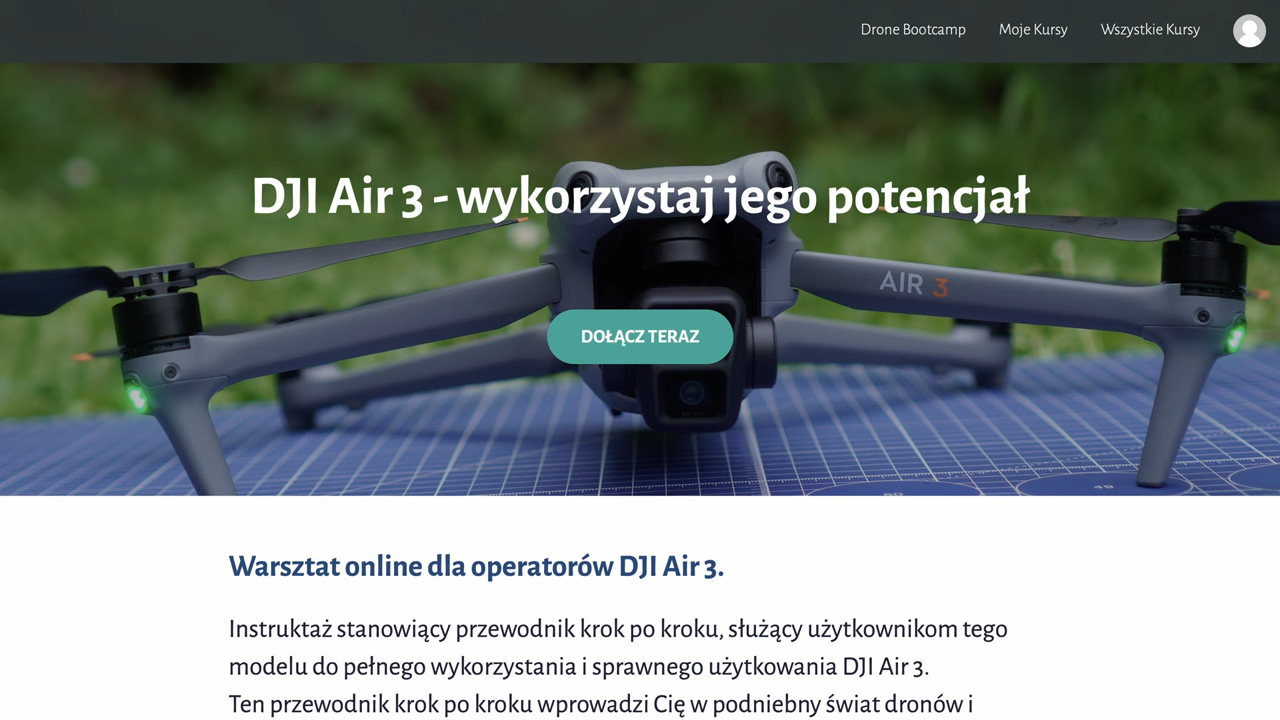 Drone Bootcamp Moje Kursy Wszystkie Kursy
DJI Air 3 - wykorzystaj jego potencjał
AIR 3
DOŁĄCZ TERAZ
Warsztat online dla operatorów DJI Air 3.
Instruktaż stanowiący przewodnik krok po kroku, służący użytkownikom tego
modelu do pełnego wykorzystania i sprawnego użytkowania DJI Air 3.
Ten przewodnik krok po kroku wprowadzi Cię w podniebny świat dronów i